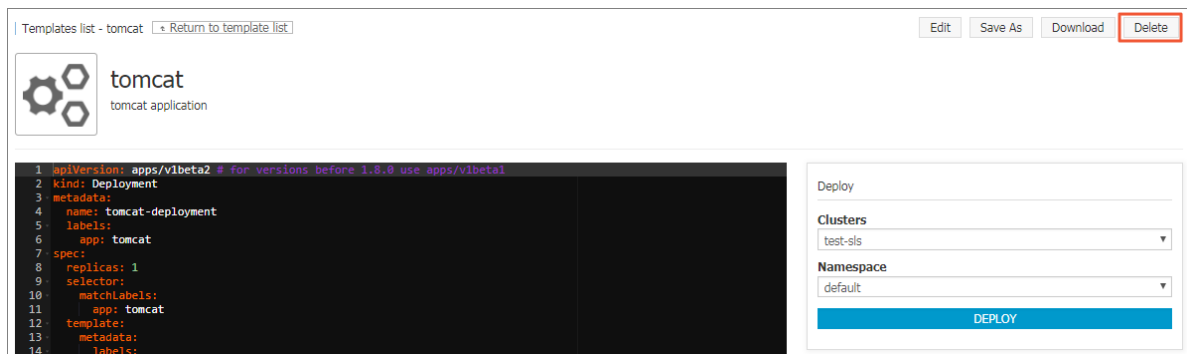 Templates list - tomcat Return to template list Edit Save As Download Delete
tomcat
tomcat application
1 apiVersion: apps/v1beta2 # for versions before 1.8.0 use apps/v1beta1
2 kind: Deployment
3 metadata:
4 name: tomcat-deployment
5 labels:
6 app: tomcat
7 spec:
8 replicas: 1
9 selector:
10 matchLabels:
11 app: tomcat
12 template:
13 metadata:
14 labels:
Deploy
Clusters
test-sls
Namespace
default
DEPLOY